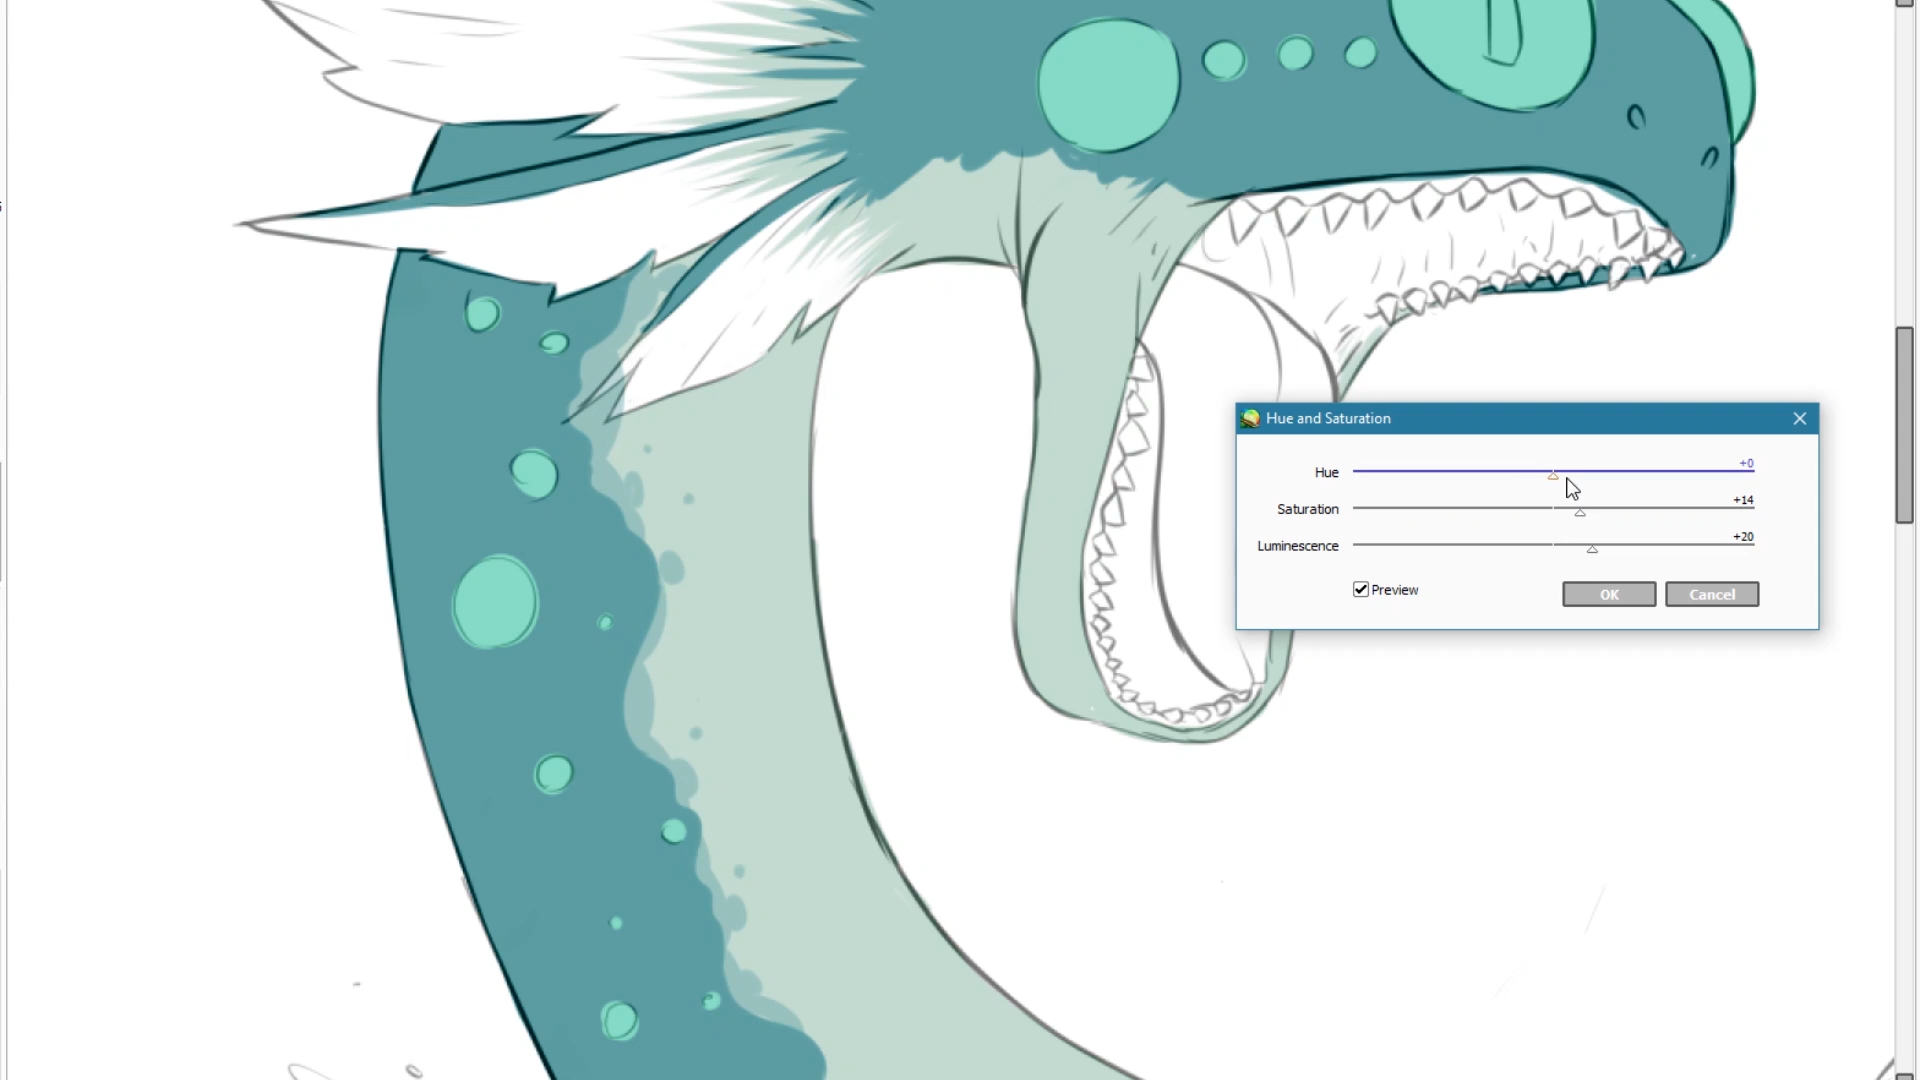 Hue and Saturation
Hue +0
Saturation +14
Luminescence +20
Preview OK Cancel